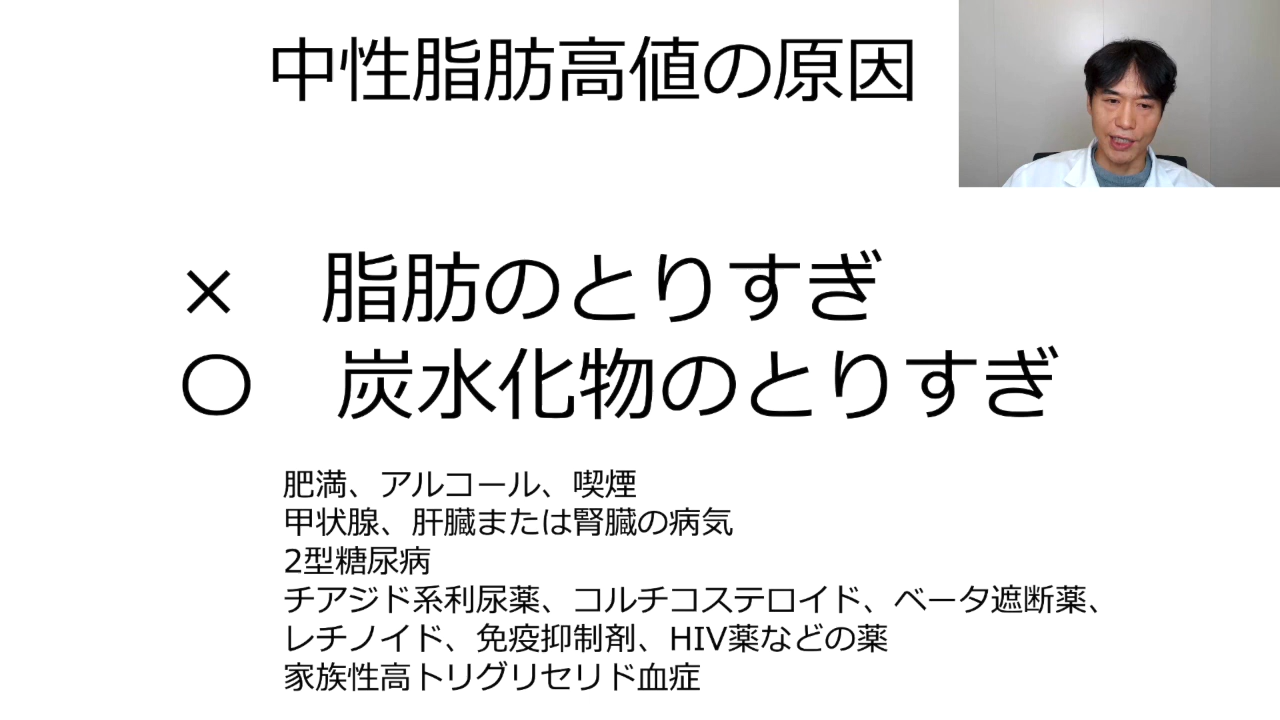 中性脂肪高値の原因
× 脂肪のとりすぎ
〇 炭水化物のとりすぎ
肥満、アルコール、喫煙
甲状腺、肝臓または腎臓の病気
2型糖尿病
チアジド系利尿薬、コルチコステロイド、ベータ遮断薬、
レチノイド、免疫抑制剤、HIV薬などの薬
家族性高トリグリセリド血症